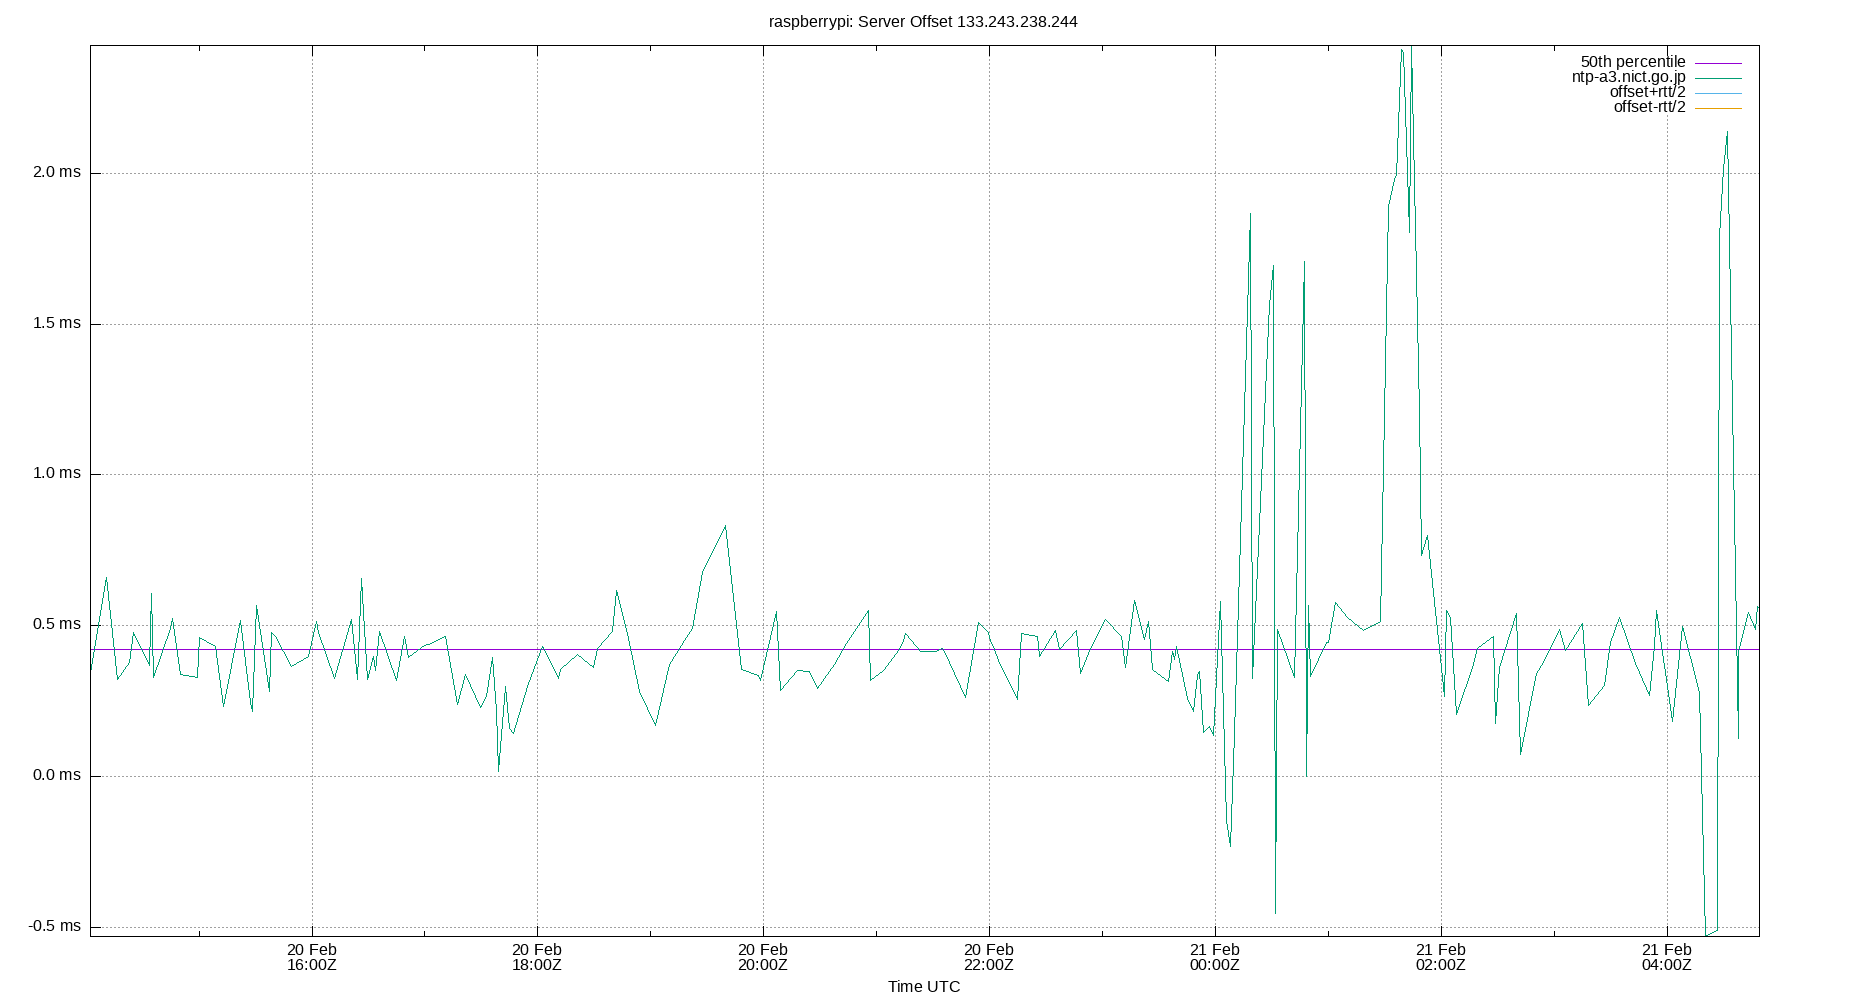 raspberrypi: Server Offset 133.243.238.244
50th percentile
ntp-a3.nict.go.jp
offset+rtt/2
offset-rtt/2
2.0 ms
1.5 ms
1.0 ms
0.5 ms
0.0 ms
-0.5 ms
20 Feb
16:00Z
20 Feb
18:00Z
20 Feb
20:00Z
20 Feb
22:00Z
21 Feb
00:00Z
21 Feb
02:00Z
21 Feb
04:00Z
Time UTC